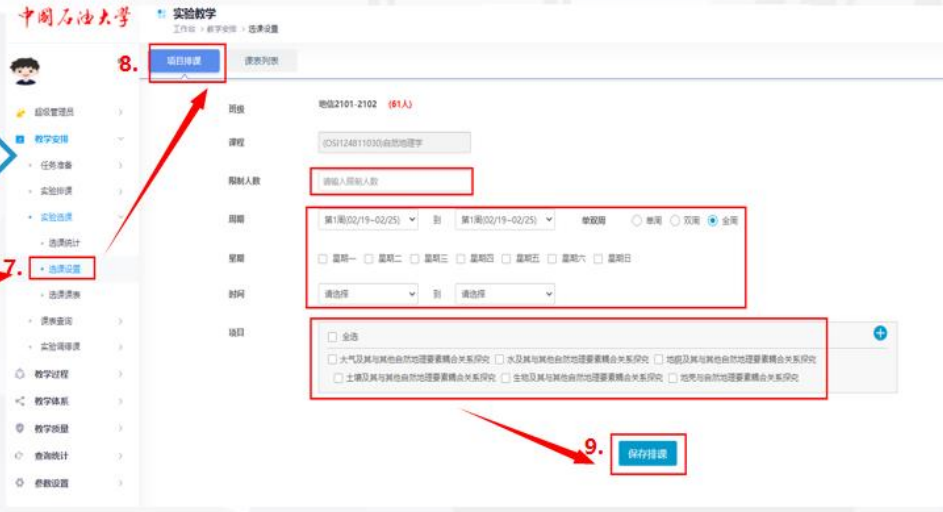 中国石油大学
实验教学
工作台 > 教学安排 > 选课设置
8.
项目排课 课表列表
超级管理员
教学安排
任务准备
实验排课
实验选课
选课统计
7.
选课设置
选课课表
课表查询
实验调停课
教学过程
教学体系
教学质量
查询统计
参数设置
班级 地信2101-2102 (61人)
课程 (OSI124811030)自然地理学
限制人数 请输入限制人数
周期 第1周(02/19~02/25) 到 第1周(02/19~02/25) 单双周 单周 双周 全周
星期 星期一 星期二 星期三 星期四 星期五 星期六 星期日
时间 请选择 到 请选择
项目 全选
大气及其与其他自然地理要素耦合关系探究 水及其与其他自然地理要素耦合关系探究 地貌及其与其他自然地理要素耦合关系探究
土壤及其与其他自然地理要素耦合关系探究 生物及其与其他自然地理要素耦合关系探究 地壳与自然地理要素耦合关系探究
9.
保存排课